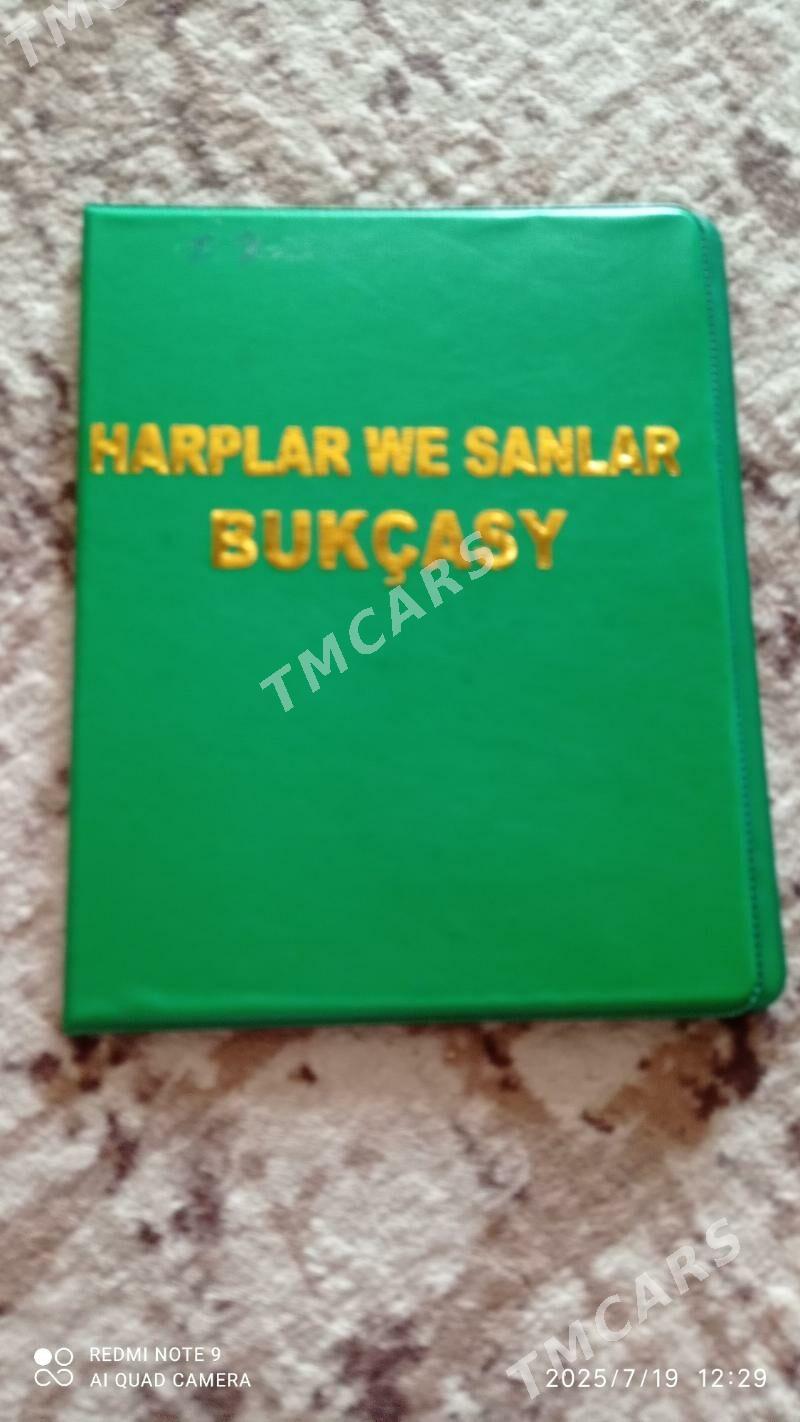 TMCARS
HARPLAR WE SANLAR
BUKÇASY
TMCARS
TMCARS
REDMI NOTE 9
AI QUAD CAMERA
2025/7/19 12:29